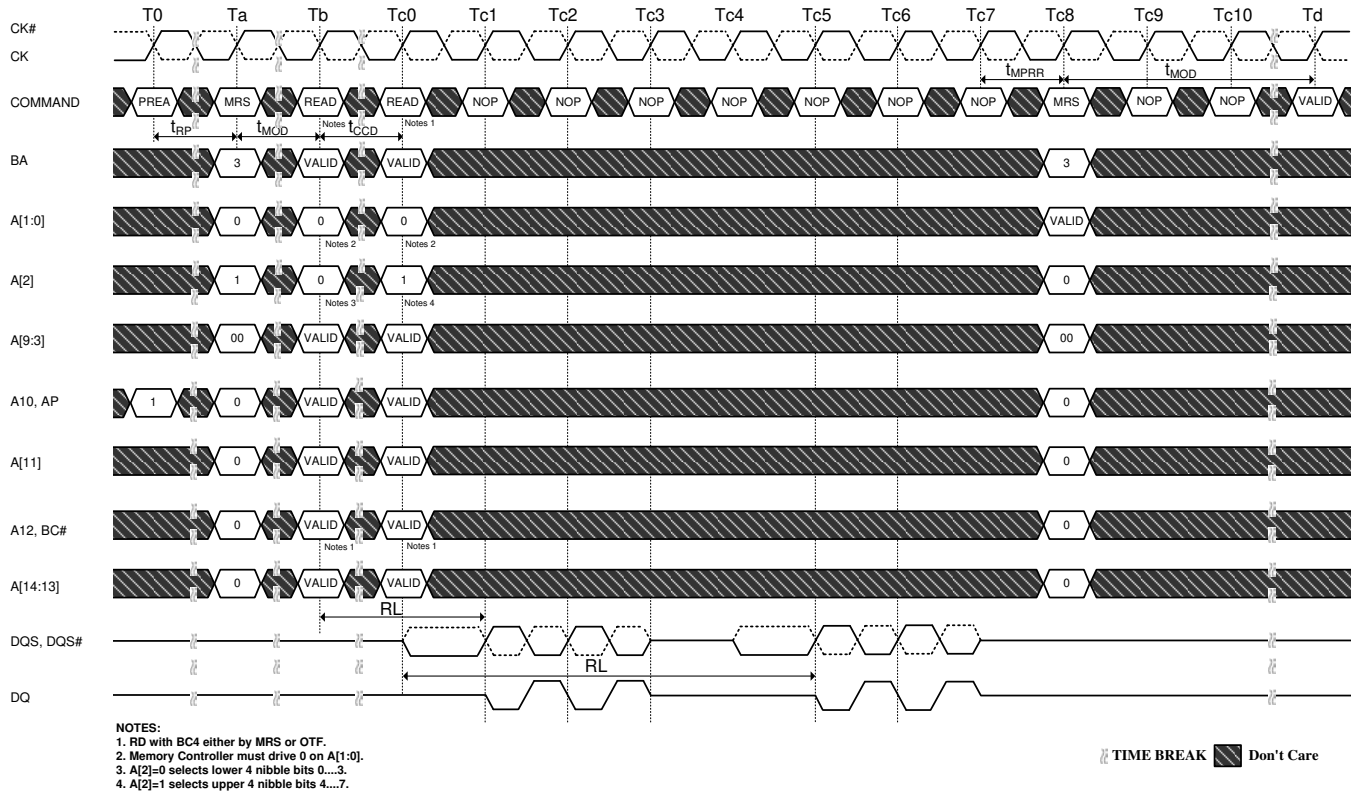 T0 Ta Tb Tc0 Tc1 Tc2 Tc3 Tc4 Tc5 Tc6 Tc7 Tc8 Tc9 Tc10 Td
CK#
CK
tMPRR tMOD
COMMAND PREA MRS READ READ NOP NOP NOP NOP NOP NOP NOP MRS NOP NOP VALID
Notes 1 Notes 1
tRP tMOD tCCD
BA 3 VALID VALID 3
A[1:0] 0 0 0 VALID
Notes 2 Notes 2
A[2] 1 0 1 0
Notes 3 Notes 4
A[9:3] 00 VALID VALID 00
A10, AP 1 0 VALID VALID 0
A[11] 0 VALID VALID 0
A12, BC# 0 VALID VALID 0
Notes 1 Notes 1
A[14:13] 0 VALID VALID 0
RL
DQS, DQS#
RL
DQ
NOTES:
1. RD with BC4 either by MRS or OTF.
2. Memory Controller must drive 0 on A[1:0].
3. A[2]=0 selects lower 4 nibble bits 0....3.
4. A[2]=1 selects upper 4 nibble bits 4....7.
TIME BREAK Don't Care